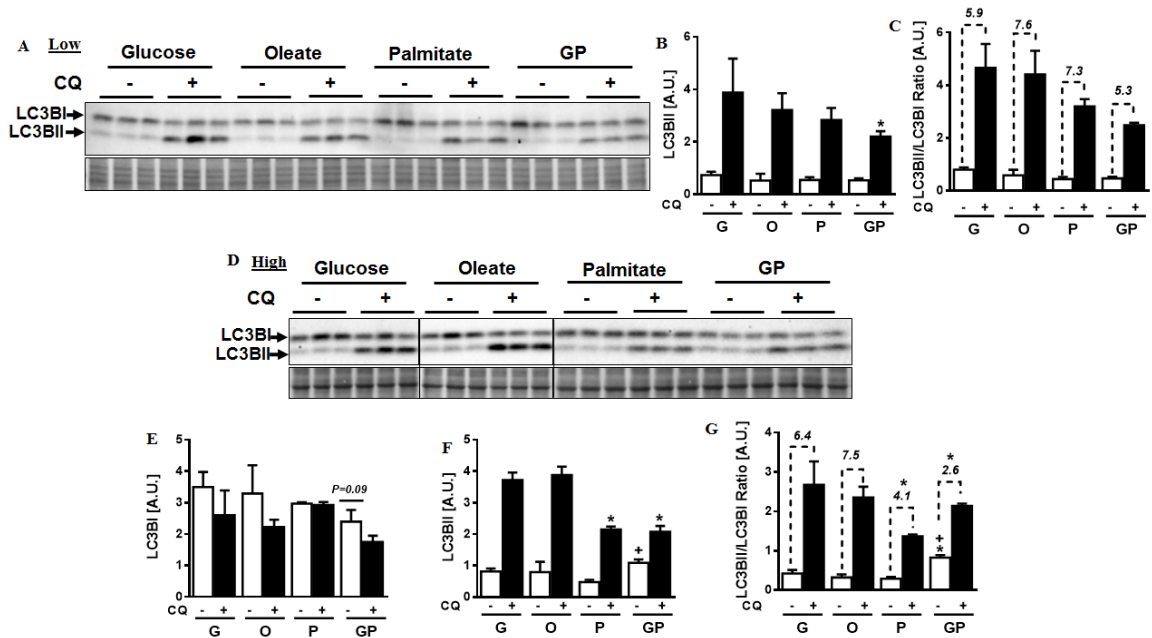 A Low
Glucose Oleate Palmitate GP
CQ - + - + - + - +
LC3BI
LC3BII
B
LC3BII [A.U.]
6
4
2
0
*
CQ - + - + - + - +
G O P GP
C
LC3BII/LC3BI Ratio [A.U.]
6
4
2
0
5.9 7.6 7.3 5.3
CQ - + - + - + - +
G O P GP
D High
Glucose Oleate Palmitate GP
CQ - + - + - + - +
LC3BI
LC3BII
E
LC3BI [A.U.]
5
4
3
2
1
0
P=0.09
CQ - + - + - + - +
G O P GP
F
LC3BII [A.U.]
5
4
3
2
1
0
* + *
CQ - + - + - + - +
G O P GP
G
LC3BII/LC3BI Ratio [A.U.]
4
3
2
1
0
6.4 7.5 * 4.1 * 2.6
+
*
CQ - + - + - + - +
G O P GP